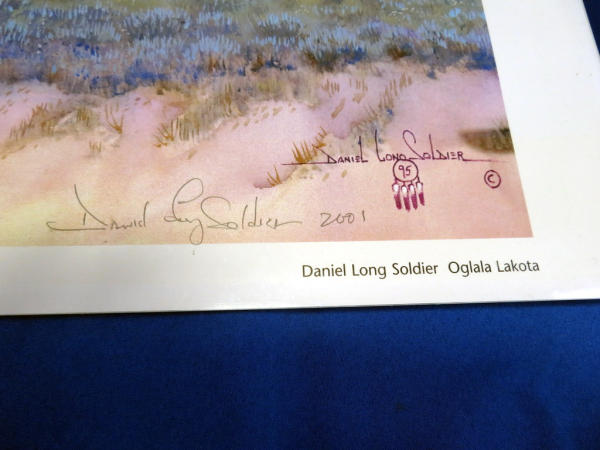 DANIEL LONG SOLDIER
95
©
Daniel Long Soldier 2001
Daniel Long Soldier Oglala Lakota